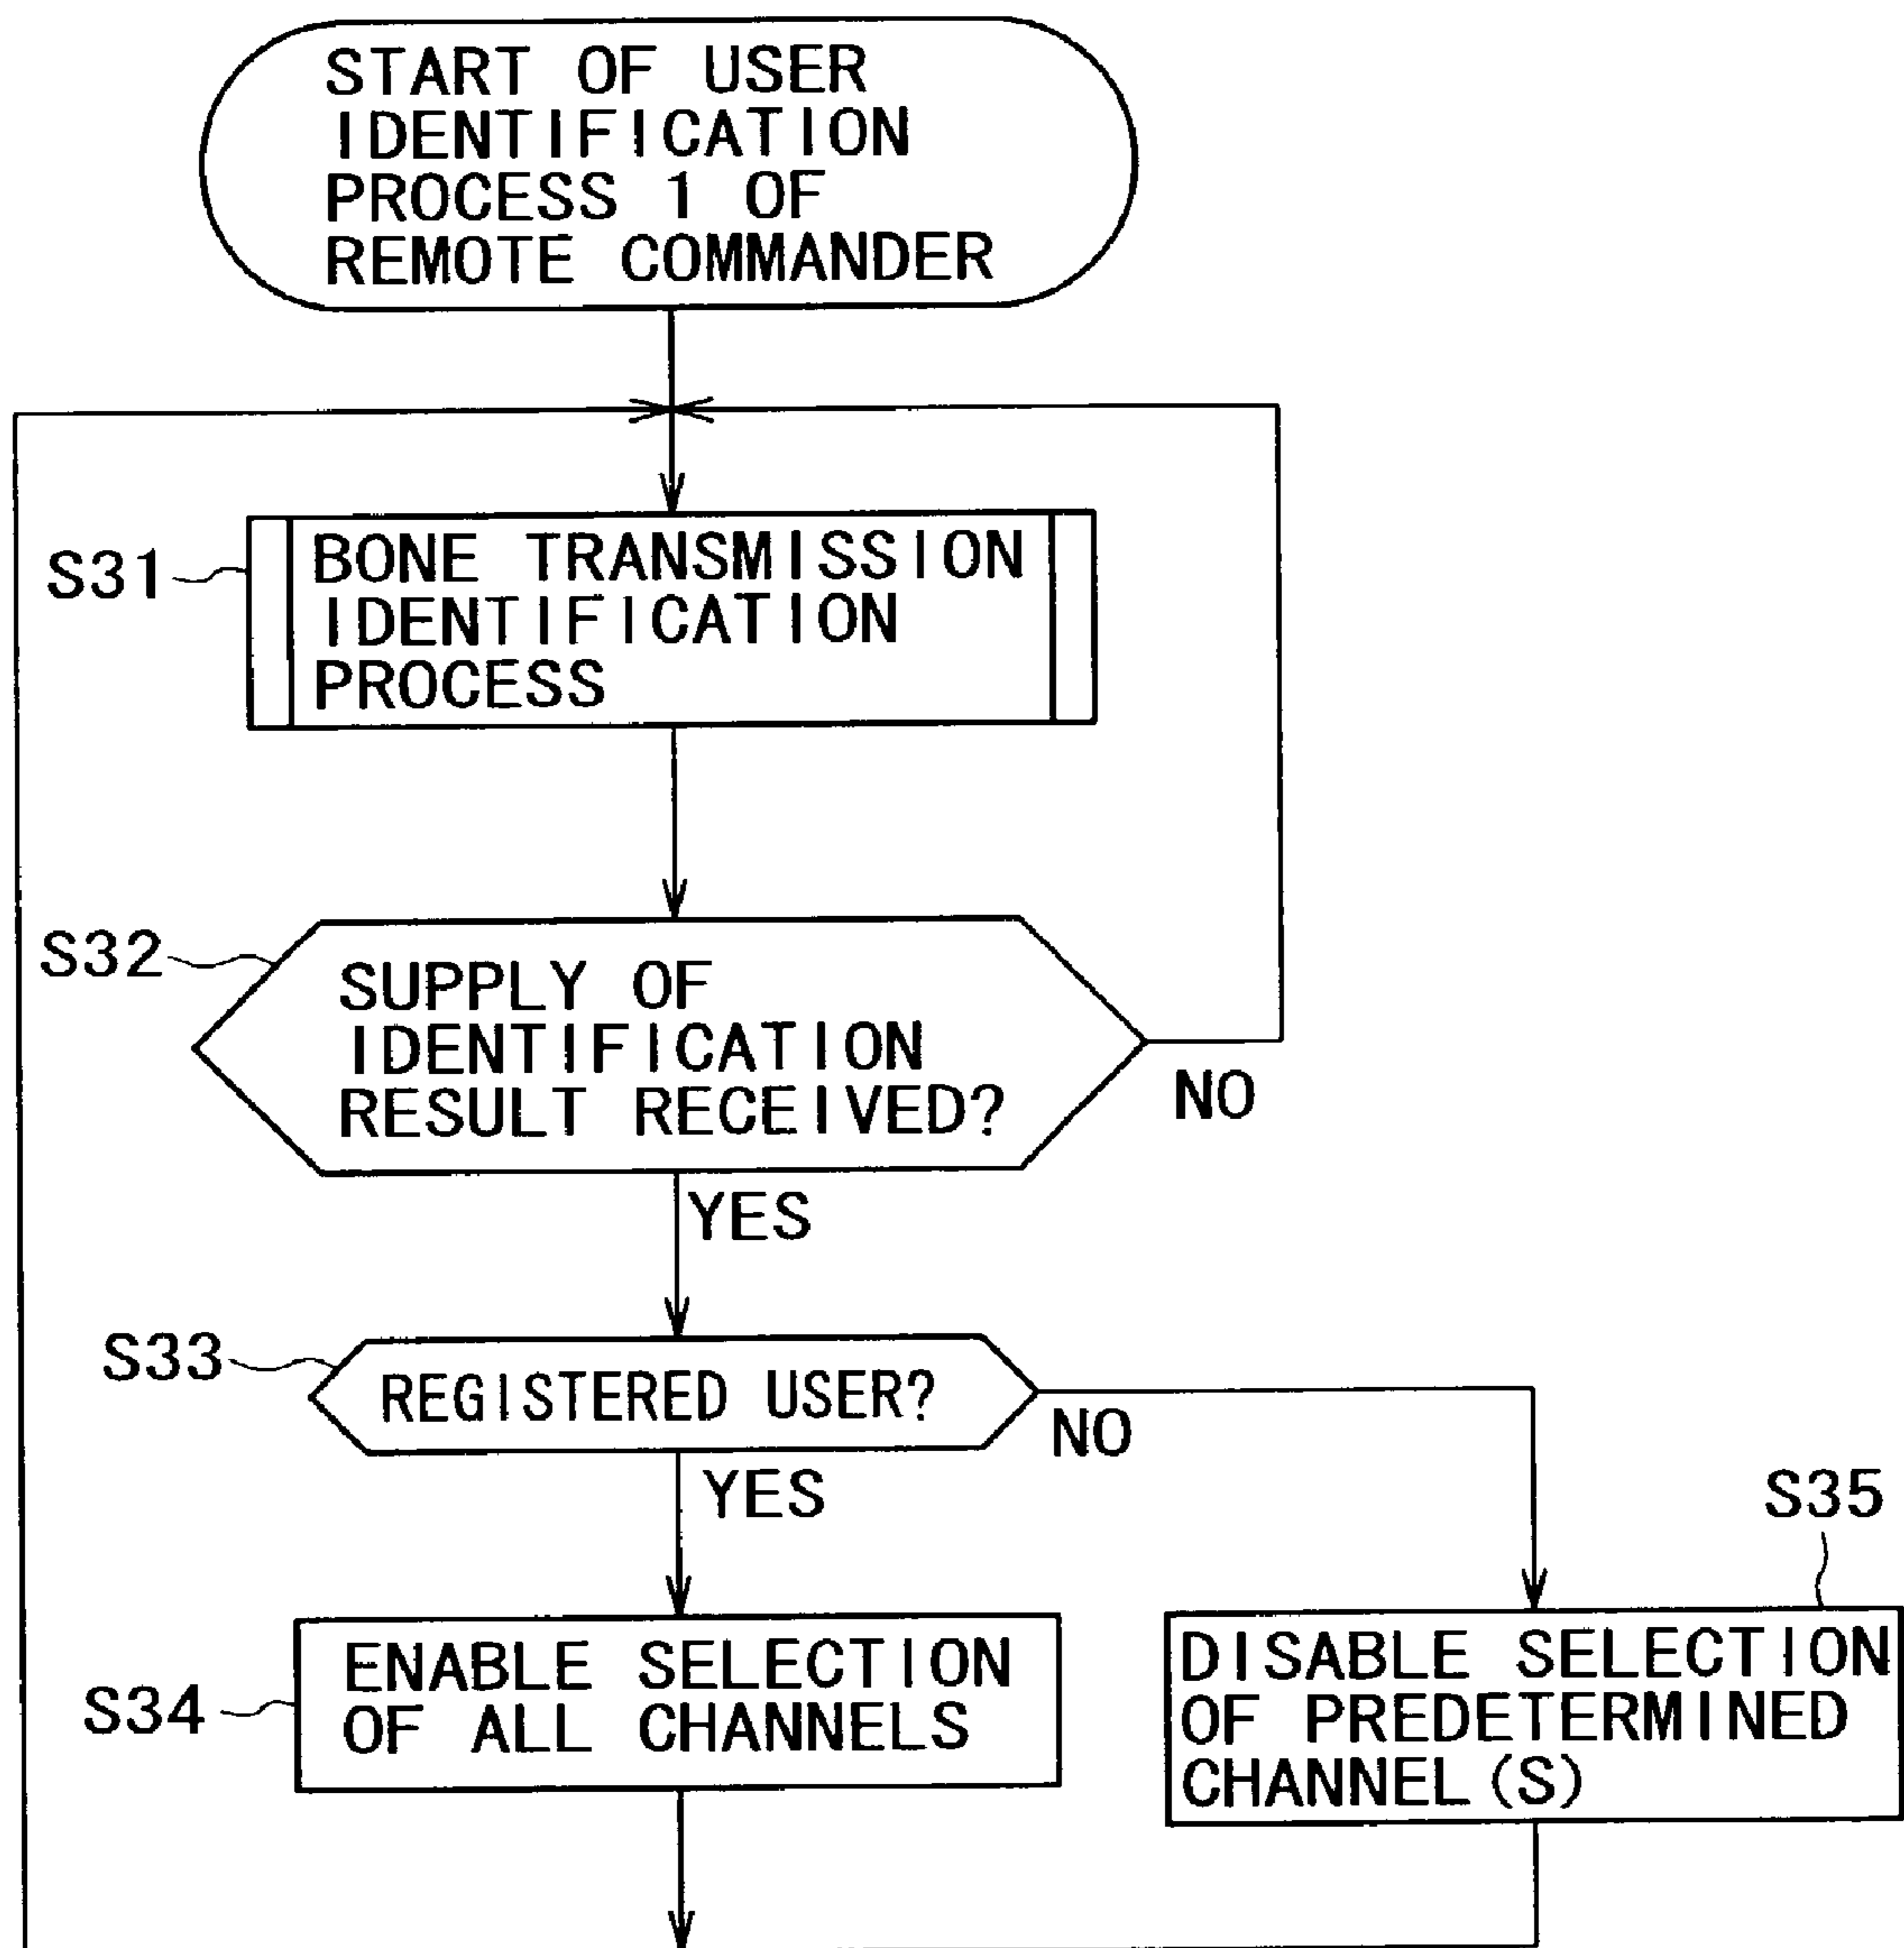 START OF USER
IDENTIFICATION
PROCESS 1 OF
REMOTE COMMANDER
S31
BONE TRANSMISSION
IDENTIFICATION
PROCESS
S32
SUPPLY OF
IDENTIFICATION
RESULT RECEIVED?
NO
YES
S33
REGISTERED USER?
NO
YES
S35
S34
ENABLE SELECTION
OF ALL CHANNELS
DISABLE SELECTION
OF PREDETERMINED
CHANNEL(S)